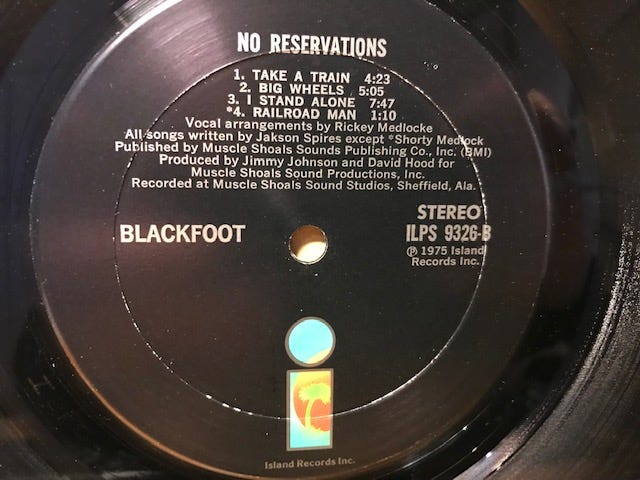 NO RESERVATIONS
1. TAKE A TRAIN 4:23
2. BIG WHEELS 5:05
3. I STAND ALONE 7:47
*4. RAILROAD MAN 1:10
Vocal arrangements by Rickey Medlocke
All songs written by Jakson Spires except *Shorty Medlock
Published by Muscle Shoals Sounds Publishing Co., Inc. (BMI)
Produced by Jimmy Johnson and David Hood for
Muscle Shoals Sound Productions, Inc.
Recorded at Muscle Shoals Sound Studios, Sheffield, Ala.
BLACKFOOT
STEREO
ILPS 9326-B
℗ 1975 Island
Records Inc.
i
Island Records Inc.